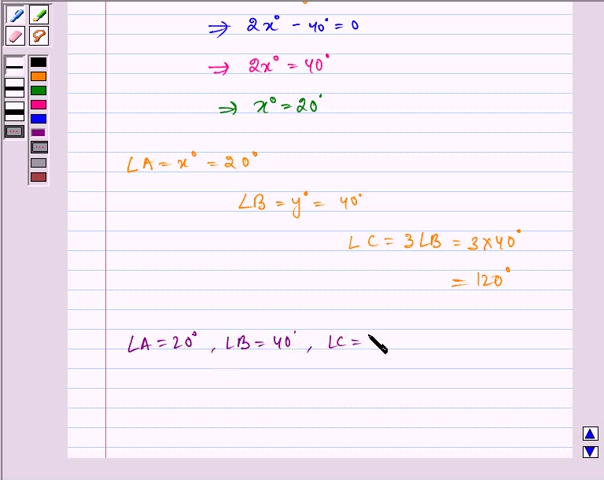 ⇒ 2x° - 40° = 0
⇒ 2x° = 40°
⇒ x° = 20°
∠A = x° = 20°
∠B = y° = 40°
∠C = 3∠B = 3×40°
= 120°
∠A = 20°, ∠B = 40°, ∠C =